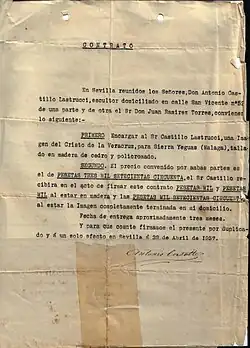 CONTRATO
En Sevilla reunidos los Señores, Don Antonio Cas-
tillo Lastrucci, escultor domiciliado en calle San Vicente nº
de una parte y de otra el Sr Don Juan Ramirez Torres, convienen
lo siguiente:-
PRIMERO Encargar al Sr Castillo Lastrucci, una Ima
gen del Cristo de la Veracruz, para Sierra Yeguas (Malaga), talla-
do en madera de cedro y policromado.
SEGUNDO. El precio convenido por ambas partes es
el de PESETAS TRES MIL SETECIENTAS CINCUENTA, el Sr Castillo re-
cibira en el acto de firmar este contrato PESETAS MIL y PESETAS
MIL al estar en madera y las MIL SETECIENTAS CINCUENTA
al estar la Imagen completamente terminada en mi domicilio.
Fecha de entrega aproximadamente tres meses.
Y para que conste firmamos el presente por duplica-
do y á un solo efecto en Sevilla á 28 de Abril de 1937.
Antonio Castillo